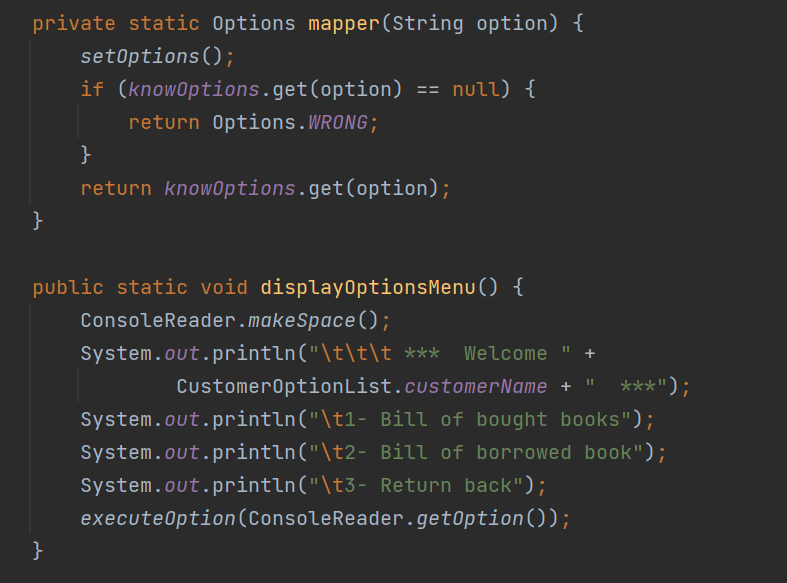 private static Options mapper(String option) {
    setOptions();
    if (knowOptions.get(option) == null) {
        return Options.WRONG;
    }
    return knowOptions.get(option);
}

public static void displayOptionsMenu() {
    ConsoleReader.makeSpace();
    System.out.println("\t\t\t ***  Welcome " +
            CustomerOptionList.customerName + "  ***");
    System.out.println("\t1- Bill of bought books");
    System.out.println("\t2- Bill of borrowed book");
    System.out.println("\t3- Return back");
    executeOption(ConsoleReader.getOption());
}